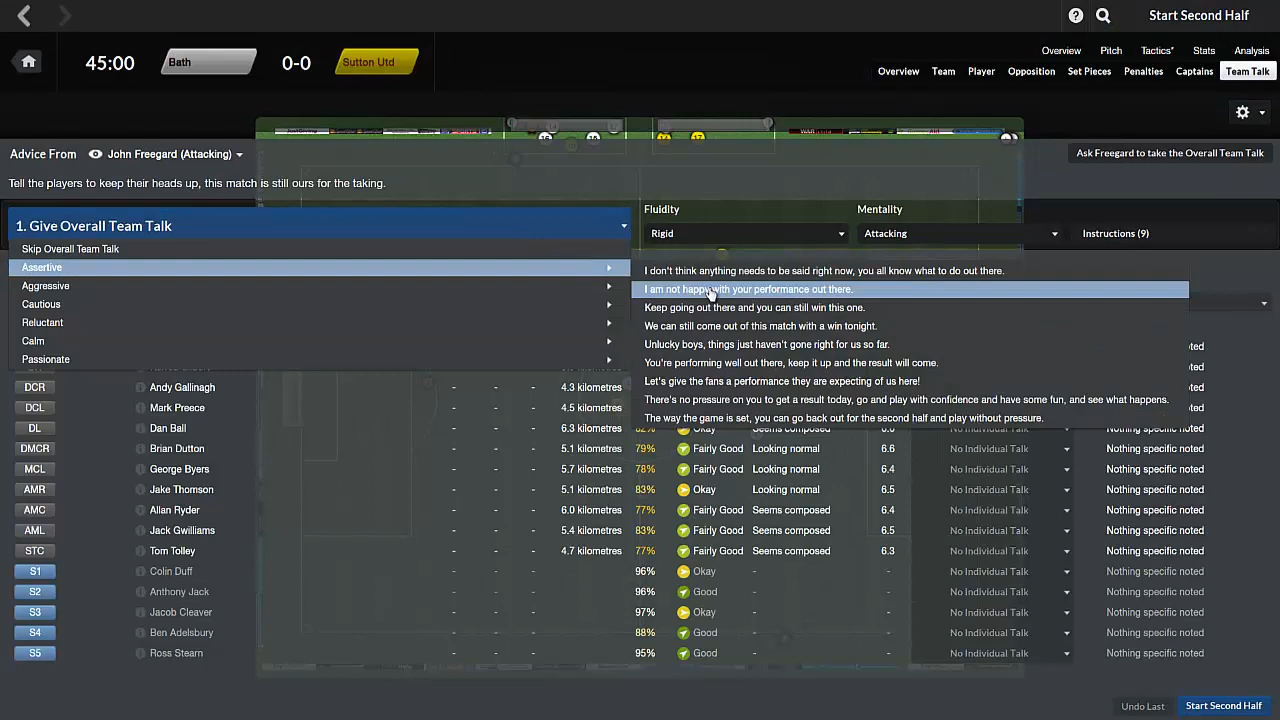 Start Second Half
45:00 Bath 0-0 Sutton Utd
Overview Pitch Tactics* Stats Analysis
Overview Team Player Opposition Set Pieces Penalties Captains Team Talk
Advice From John Freegard (Attacking)
Ask Freegard to take the Overall Team Talk
Tell the players to keep their heads up, this match is still ours for the taking.
1. Give Overall Team Talk
Skip Overall Team Talk
Assertive
Aggressive
Cautious
Reluctant
Calm
Passionate
Fluidity Mentality
Rigid Attacking Instructions (9)
I don't think anything needs to be said right now, you all know what to do out there.
I am not happy with your performance out there.
Keep going out there and you can still win this one.
We can still come out of this match with a win tonight.
Unlucky boys, things just haven't gone right for us so far.
You're performing well out there, keep it up and the result will come.
Let's give the fans a performance they are expecting of us here!
There's no pressure on you to get a result today, go and play with confidence and have some fun, and see what happens.
The way the game is set, you can go back out for the second half and play without pressure.
DCR Andy Gallinagh - - - 4.3 kilometres
DCL Mark Preece - - - 4.5 kilometres
DL Dan Ball - - - 6.3 kilometres 82% Okay Seems composed 6.6 No Individual Talk Nothing specific noted
DMCR Brian Dutton - - - 5.1 kilometres 79% Fairly Good Looking normal 6.6 No Individual Talk Nothing specific noted
MCL George Byers - - - 5.7 kilometres 78% Fairly Good Looking normal 6.4 No Individual Talk Nothing specific noted
AMR Jake Thomson - - - 5.1 kilometres 83% Okay Looking normal 6.5 No Individual Talk Nothing specific noted
AMC Allan Ryder - - - 6.0 kilometres 77% Fairly Good Seems composed 6.4 No Individual Talk Nothing specific noted
AML Jack Gwilliams - - - 5.4 kilometres 83% Fairly Good Seems composed 6.5 No Individual Talk Nothing specific noted
STC Tom Tolley - - - 4.7 kilometres 77% Fairly Good Seems composed 6.3 No Individual Talk Nothing specific noted
S1 Colin Duff - - - 96% Okay - - No Individual Talk Nothing specific noted
S2 Anthony Jack - - - 96% Good - - No Individual Talk Nothing specific noted
S3 Jacob Cleaver - - - 97% Okay - - No Individual Talk Nothing specific noted
S4 Ben Adelsbury - - - 88% Good - - No Individual Talk Nothing specific noted
S5 Ross Stearn - - - 95% Good - - No Individual Talk Nothing specific noted
Undo Last Start Second Half